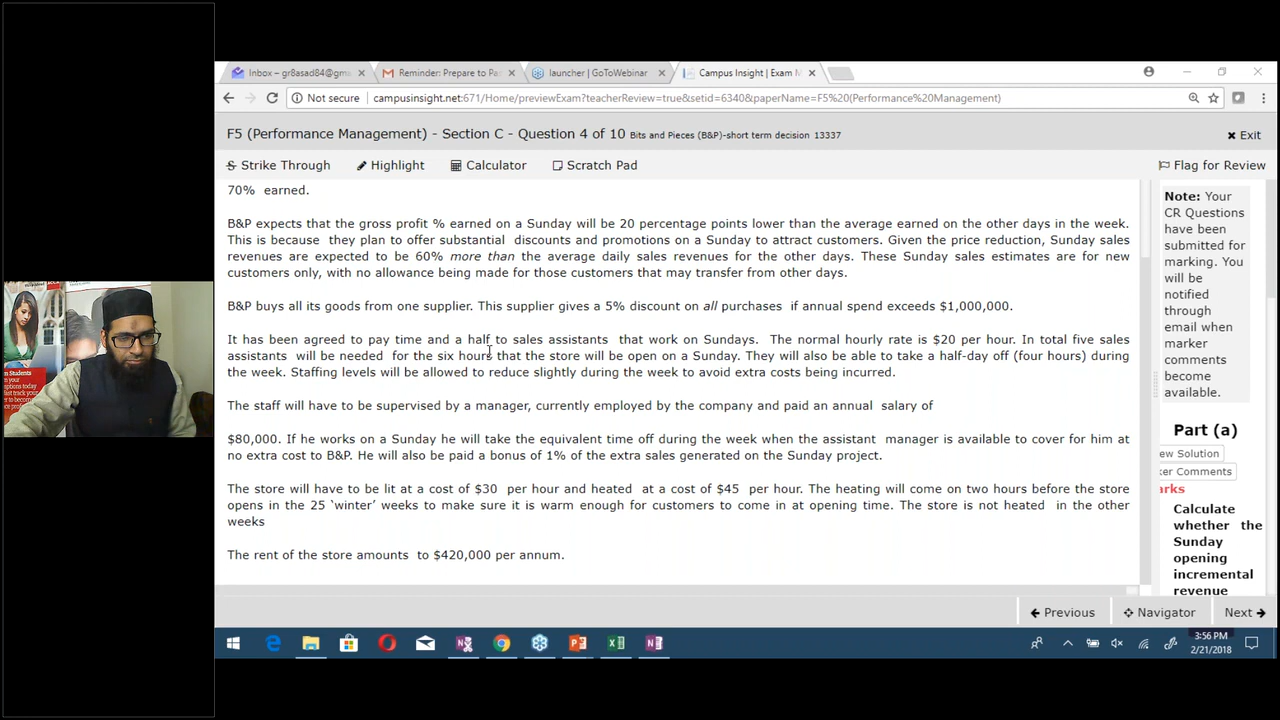 Inbox – gr8asad84@gma
Reminder: Prepare to Pa
launcher | GoToWebinar
Campus Insight | Exam M
Not secure | campusinsight.net:671/Home/previewExam?teacherReview=true&setid=6340&paperName=F5%20(Performance%20Management)
F5 (Performance Management) - Section C - Question 4 of 10 Bits and Pieces (B&P)-short term decision 13337
Exit
Strike Through Highlight Calculator Scratch Pad
Flag for Review
70% earned.
B&P expects that the gross profit % earned on a Sunday will be 20 percentage points lower than the average earned on the other days in the week.
This is because they plan to offer substantial discounts and promotions on a Sunday to attract customers. Given the price reduction, Sunday sales
revenues are expected to be 60% more than the average daily sales revenues for the other days. These Sunday sales estimates are for new
customers only, with no allowance being made for those customers that may transfer from other days.
B&P buys all its goods from one supplier. This supplier gives a 5% discount on all purchases if annual spend exceeds $1,000,000.
It has been agreed to pay time and a half to sales assistants that work on Sundays. The normal hourly rate is $20 per hour. In total five sales
assistants will be needed for the six hours that the store will be open on a Sunday. They will also be able to take a half-day off (four hours) during
the week. Staffing levels will be allowed to reduce slightly during the week to avoid extra costs being incurred.
The staff will have to be supervised by a manager, currently employed by the company and paid an annual salary of
$80,000. If he works on a Sunday he will take the equivalent time off during the week when the assistant manager is available to cover for him at
no extra cost to B&P. He will also be paid a bonus of 1% of the extra sales generated on the Sunday project.
The store will have to be lit at a cost of $30 per hour and heated at a cost of $45 per hour. The heating will come on two hours before the store
opens in the 25 'winter' weeks to make sure it is warm enough for customers to come in at opening time. The store is not heated in the other
weeks
The rent of the store amounts to $420,000 per annum.
Note: Your
CR Questions
have been
submitted for
marking. You
will be
notified
through
email when
marker
comments
become
available.
Part (a)
ew Solution
ker Comments
arks
Calculate
whether the
Sunday
opening
incremental
revenue
Previous Navigator Next
3:56 PM
2/21/2018